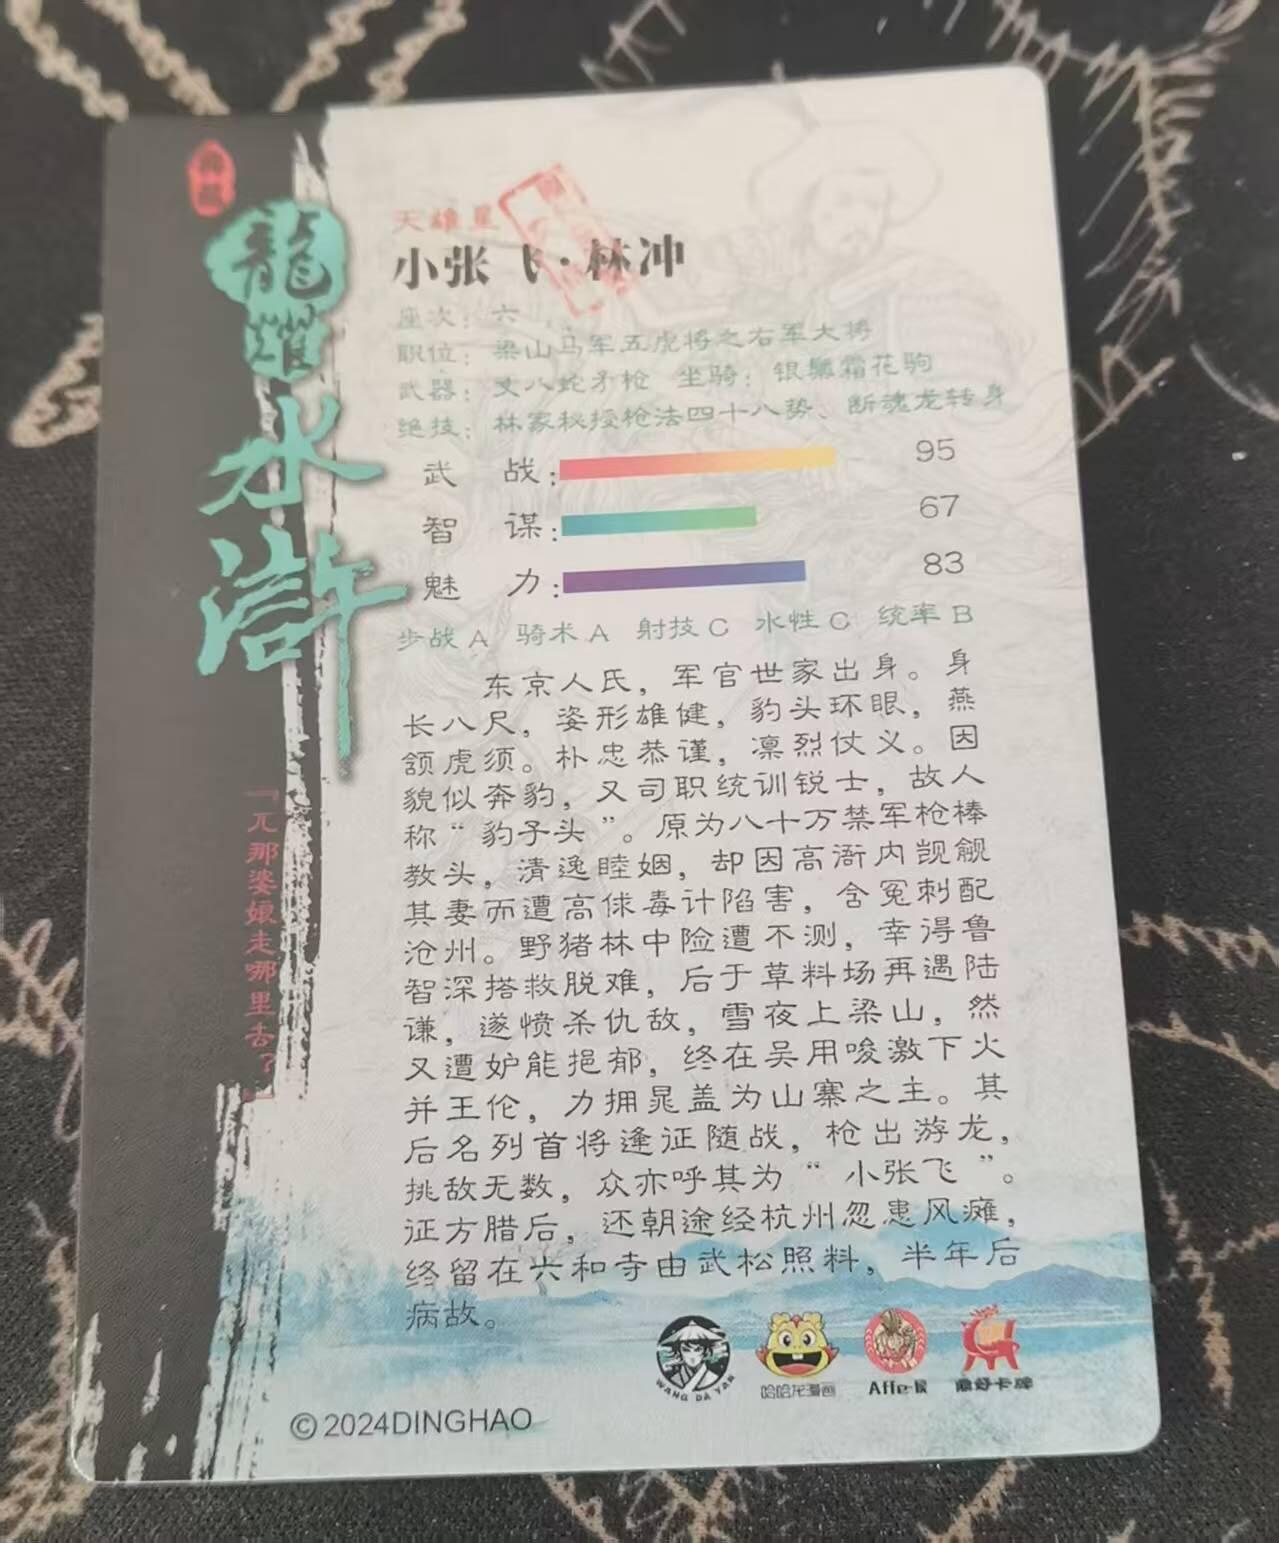 龍耀水滸
「兀那婆娘走哪里去？」
天雄星
小张飞·林冲
座次：六
职位：梁山马军五虎将之右军大将
武器：丈八蛇矛枪 坐骑：银鬃霜花驹
绝技：林家秘授枪法四十八势、断魂龙转身
武 战： 95
智 谋： 67
魅 力： 83
步战A 骑术A 射技C 水性C 统率B
东京人氏，军官世家出身。身
长八尺，姿形雄健，豹头环眼，燕
颔虎须。朴忠恭谨，凛烈仗义。因
貌似奔豹，又司职统训锐士，故人
称“豹子头”。原为八十万禁军枪棒
教头，清逸睦姻，却因高衙内觊觎
其妻而遭高俅毒计陷害，含冤刺配
沧州。野猪林中险遭不测，幸得鲁
智深搭救脱难，后于草料场再遇陆
谦，遂愤杀仇敌，雪夜上梁山，然
又遭妒能挹郁，终在吴用唆激下火
并王伦，力拥晁盖为山寨之主。其
后名列首将逢征随战，枪出游龙，
挑敌无数，众亦呼其为“小张飞”。
征方腊后，还朝途经杭州忽患风瘫，
终留在六和寺由武松照料，半年后
病故。
WANG DA YAN
哈哈龙漫画
Affe·猴
鼎好卡牌
©2024DINGHAO